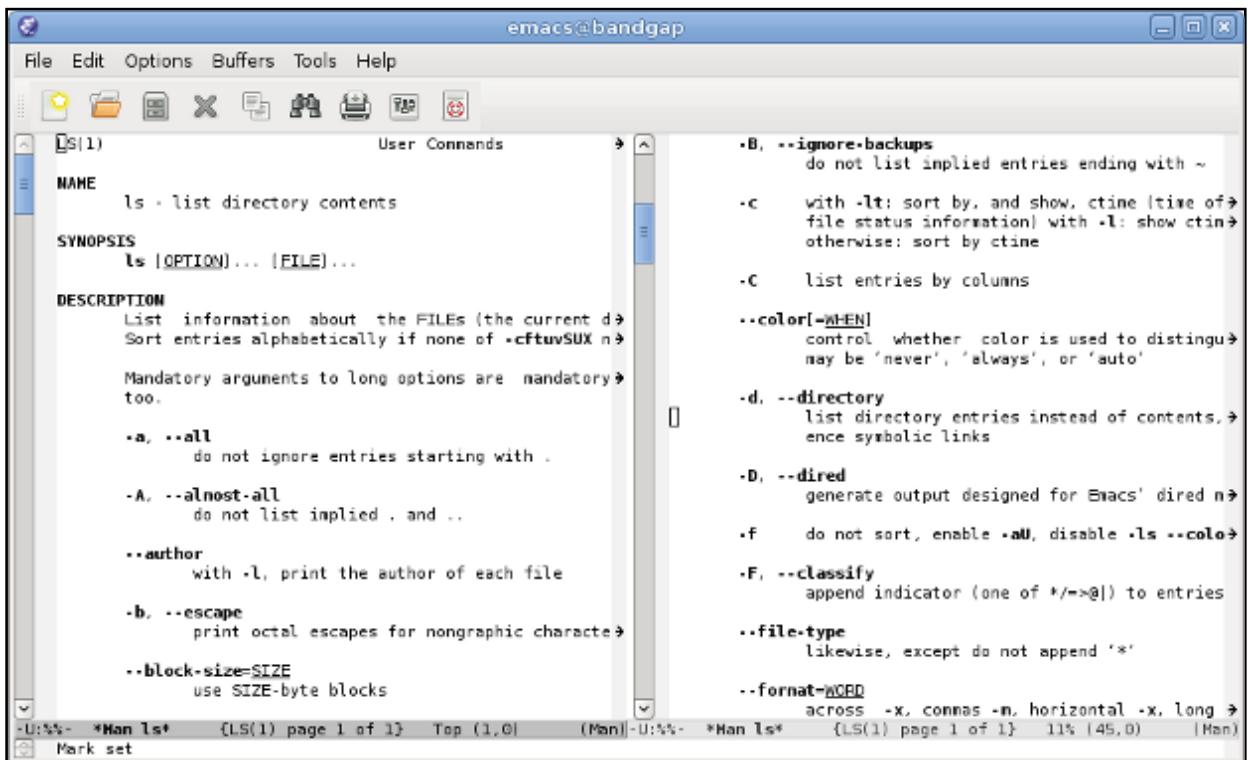 emacs@bandgap
File Edit Options Buffers Tools Help
LS(1) User Commands
NAME
ls - list directory contents
SYNOPSIS
ls [OPTION]... [FILE]...
DESCRIPTION
List information about the FILEs (the current d
Sort entries alphabetically if none of -cftuvSUX n
Mandatory arguments to long options are mandatory
too.
-a, --all
do not ignore entries starting with .
-A, --almost-all
do not list implied . and ..
--author
with -l, print the author of each file
-b, --escape
print octal escapes for nongraphic characte
--block-size=SIZE
use SIZE-byte blocks
-U:%%- *Man ls* {LS(1) page 1 of 1} Top (1,0) (Man)
-B, --ignore-backups
do not list implied entries ending with ~
-c with -lt: sort by, and show, ctime (time of
file status information) with -l: show ctim
otherwise: sort by ctime
-C list entries by columns
--color[=WHEN]
control whether color is used to distingu
may be 'never', 'always', or 'auto'
-d, --directory
list directory entries instead of contents,
ence symbolic links
-D, --dired
generate output designed for Emacs' dired m
-f do not sort, enable -aU, disable -ls --colo
-F, --classify
append indicator (one of */=>@|) to entries
--file-type
likewise, except do not append '*'
--format=WORD
across -x, commas -m, horizontal -x, long
-U:%%- *Man ls* {LS(1) page 1 of 1} 11% (45,0) (Man)
Mark set